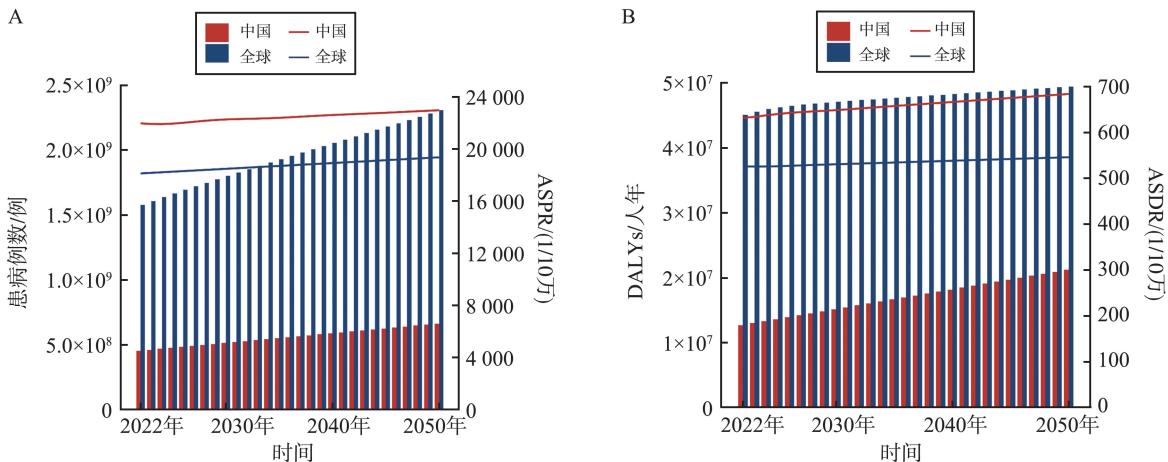 A
中国 中国
全球 全球
2.5×10⁹
2.0×10⁹
1.5×10⁹
1.0×10⁹
5.0×10⁸
0
患病例数/例
24 000
20 000
16 000
12 000
8 000
4 000
0
ASPR/(1/10万)
2022年 2030年 2040年 2050年
时间
B
中国 中国
全球 全球
5×10⁷
4×10⁷
3×10⁷
2×10⁷
1×10⁷
0
DALYs/人年
700
600
500
400
300
200
100
0
ASDR/(1/10万)
2022年 2030年 2040年 2050年
时间